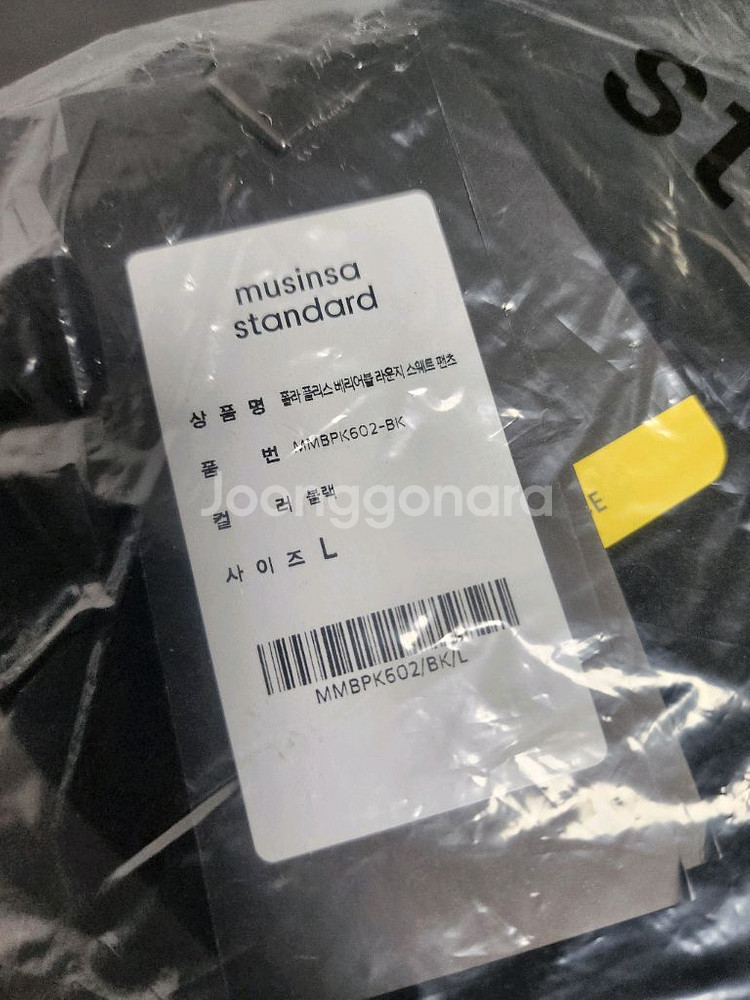 st
musinsa
standard
상품명 폴라 플리스 베리어블 라운지 스웨트 팬츠
품번 MMBPK602-BK
컬러 블랙
사이즈 L
MMBPK602/BK/L
E
Joonggonara